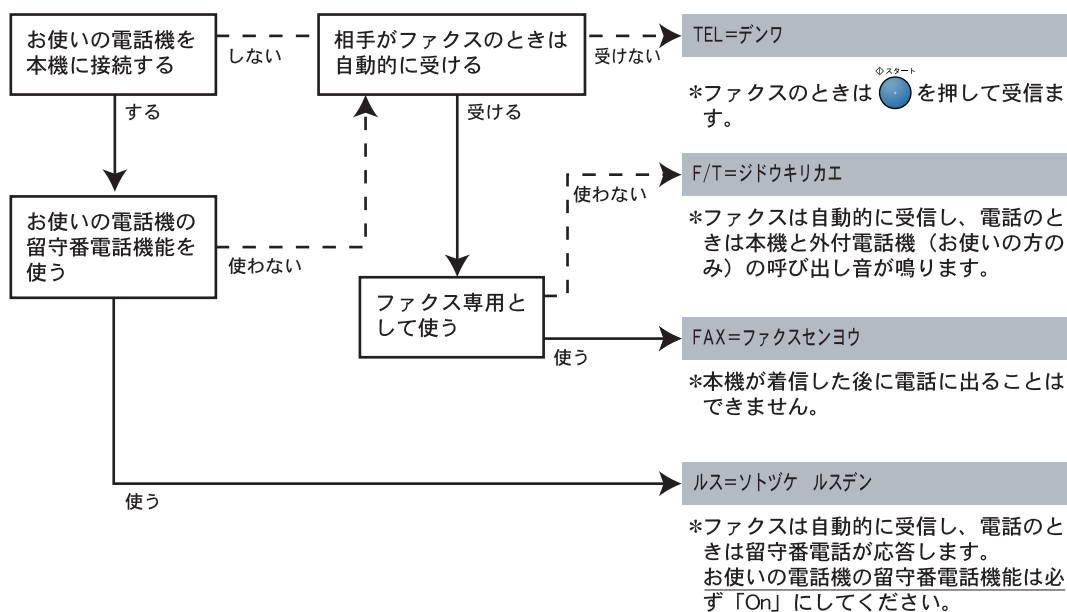 お使いの電話機を
本機に接続する
しない
相手がファクスのときは
自動的に受ける
受けない
TEL=デンワ
スタート
*ファクスのときは を押して受信ま
す。
する
受ける
お使いの電話機の
留守番電話機能を
使う
使わない
使わない
F/T=ジドウキリカエ
*ファクスは自動的に受信し、電話のと
きは本機と外付電話機（お使いの方の
み）の呼び出し音が鳴ります。
ファクス専用と
して使う
使う
FAX=ファクスセンヨウ
*本機が着信した後に電話に出ることは
できません。
使う
ルス=ソトヅケ ルスデン
*ファクスは自動的に受信し、電話のと
きは留守番電話が応答します。
お使いの電話機の留守番電話機能は必
ず「On」にしてください。